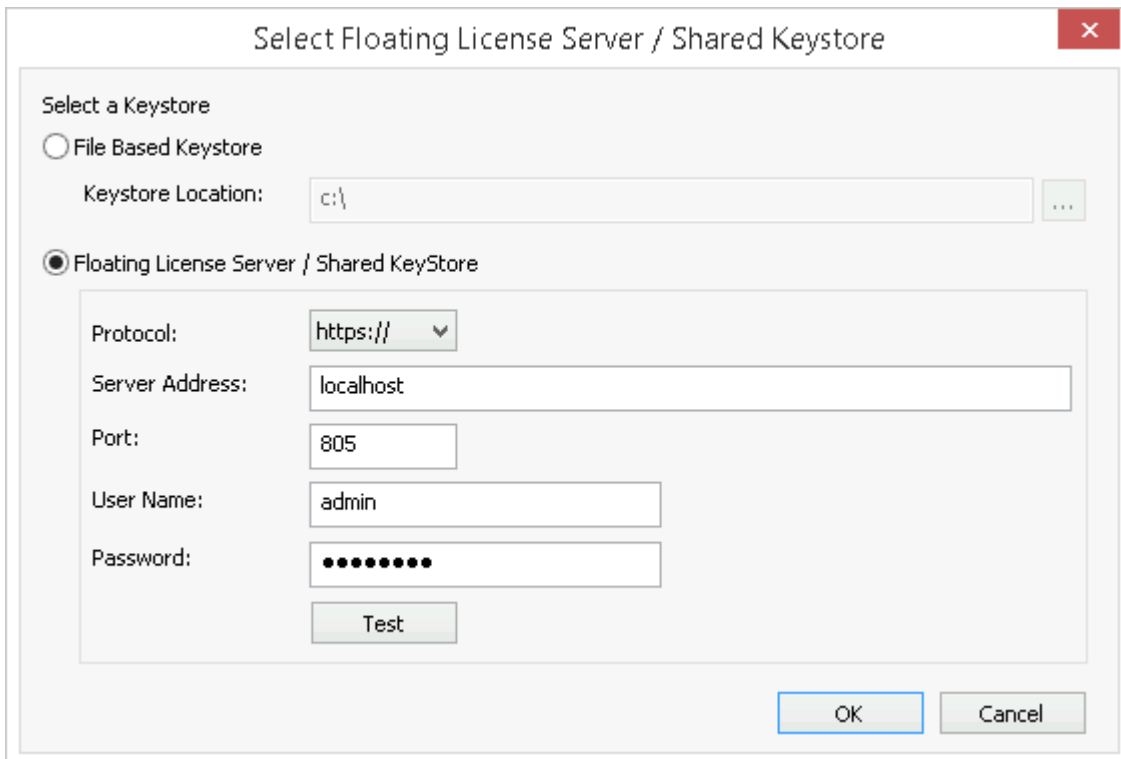 Select Floating License Server / Shared Keystore
Select a Keystore
File Based Keystore
Keystore Location: c:\ ...
Floating License Server / Shared KeyStore
Protocol: https://
Server Address: localhost
Port: 805
User Name: admin
Password: ●●●●●●●●
Test
OK Cancel